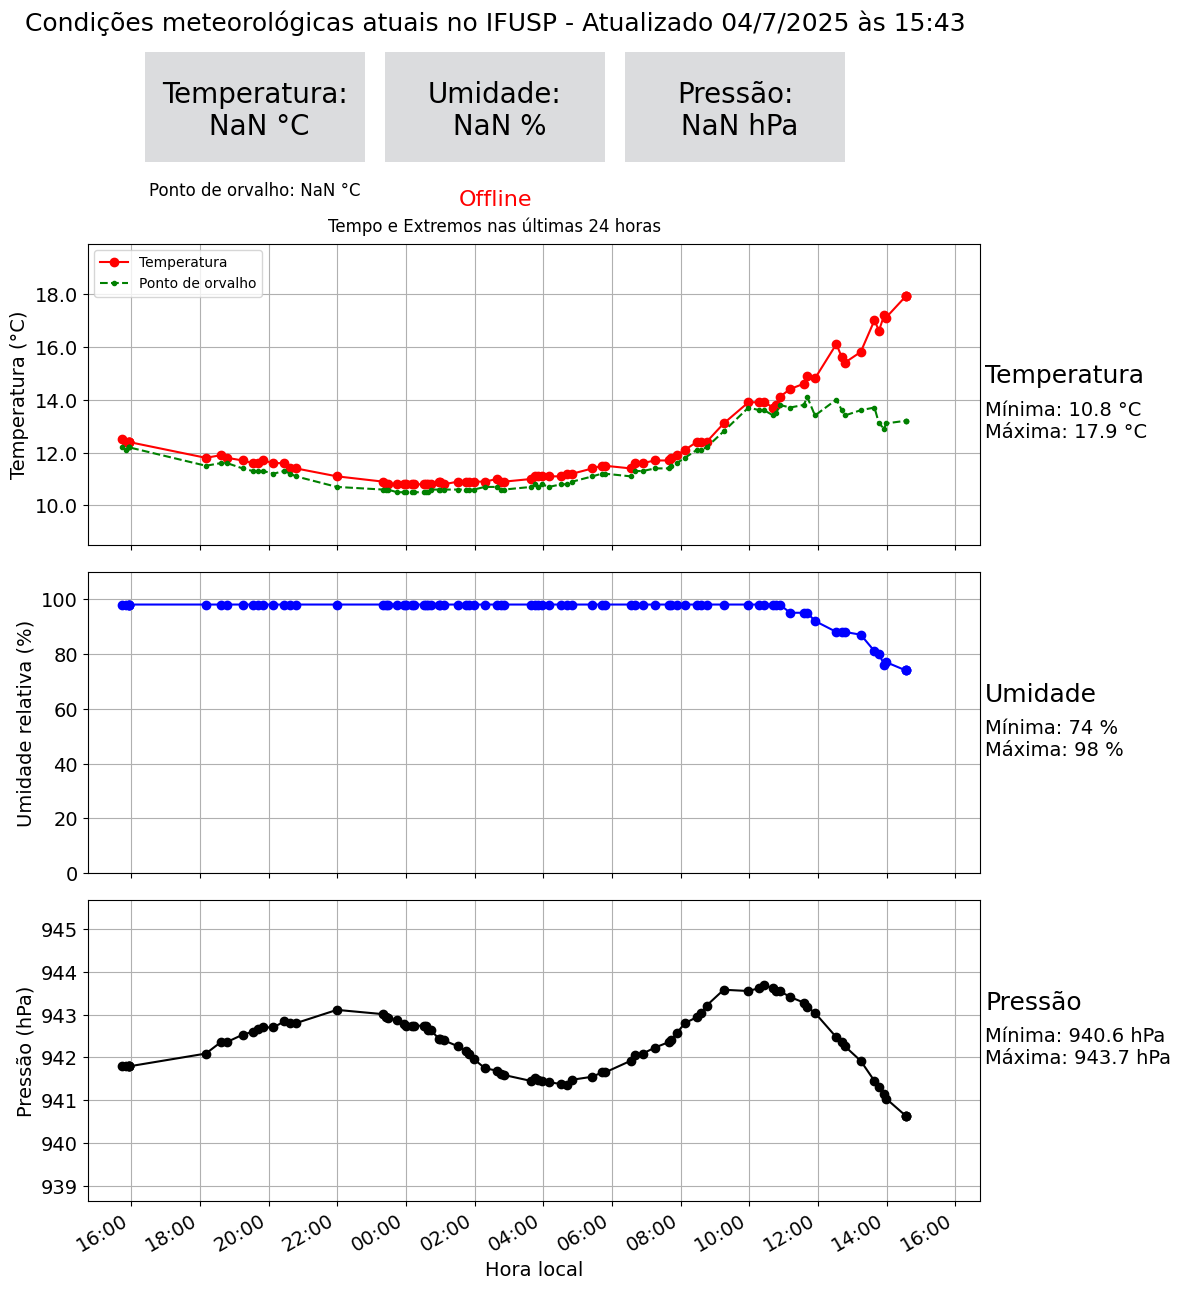 Condições meteorológicas atuais no IFUSP - Atualizado 04/7/2025 às 15:43
Temperatura:
NaN °C
Umidade:
NaN %
Pressão:
NaN hPa
Ponto de orvalho: NaN °C
Offline
Tempo e Extremos nas últimas 24 horas
Temperatura
Ponto de orvalho
Temperatura (°C)
18.0
16.0
14.0
12.0
10.0
Temperatura
Mínima: 10.8 °C
Máxima: 17.9 °C
Umidade relativa (%)
100
80
60
40
20
0
Umidade
Mínima: 74 %
Máxima: 98 %
Pressão (hPa)
945
944
943
942
941
940
939
Pressão
Mínima: 940.6 hPa
Máxima: 943.7 hPa
16:00
18:00
20:00
22:00
00:00
02:00
04:00
06:00
08:00
10:00
12:00
14:00
16:00
Hora local